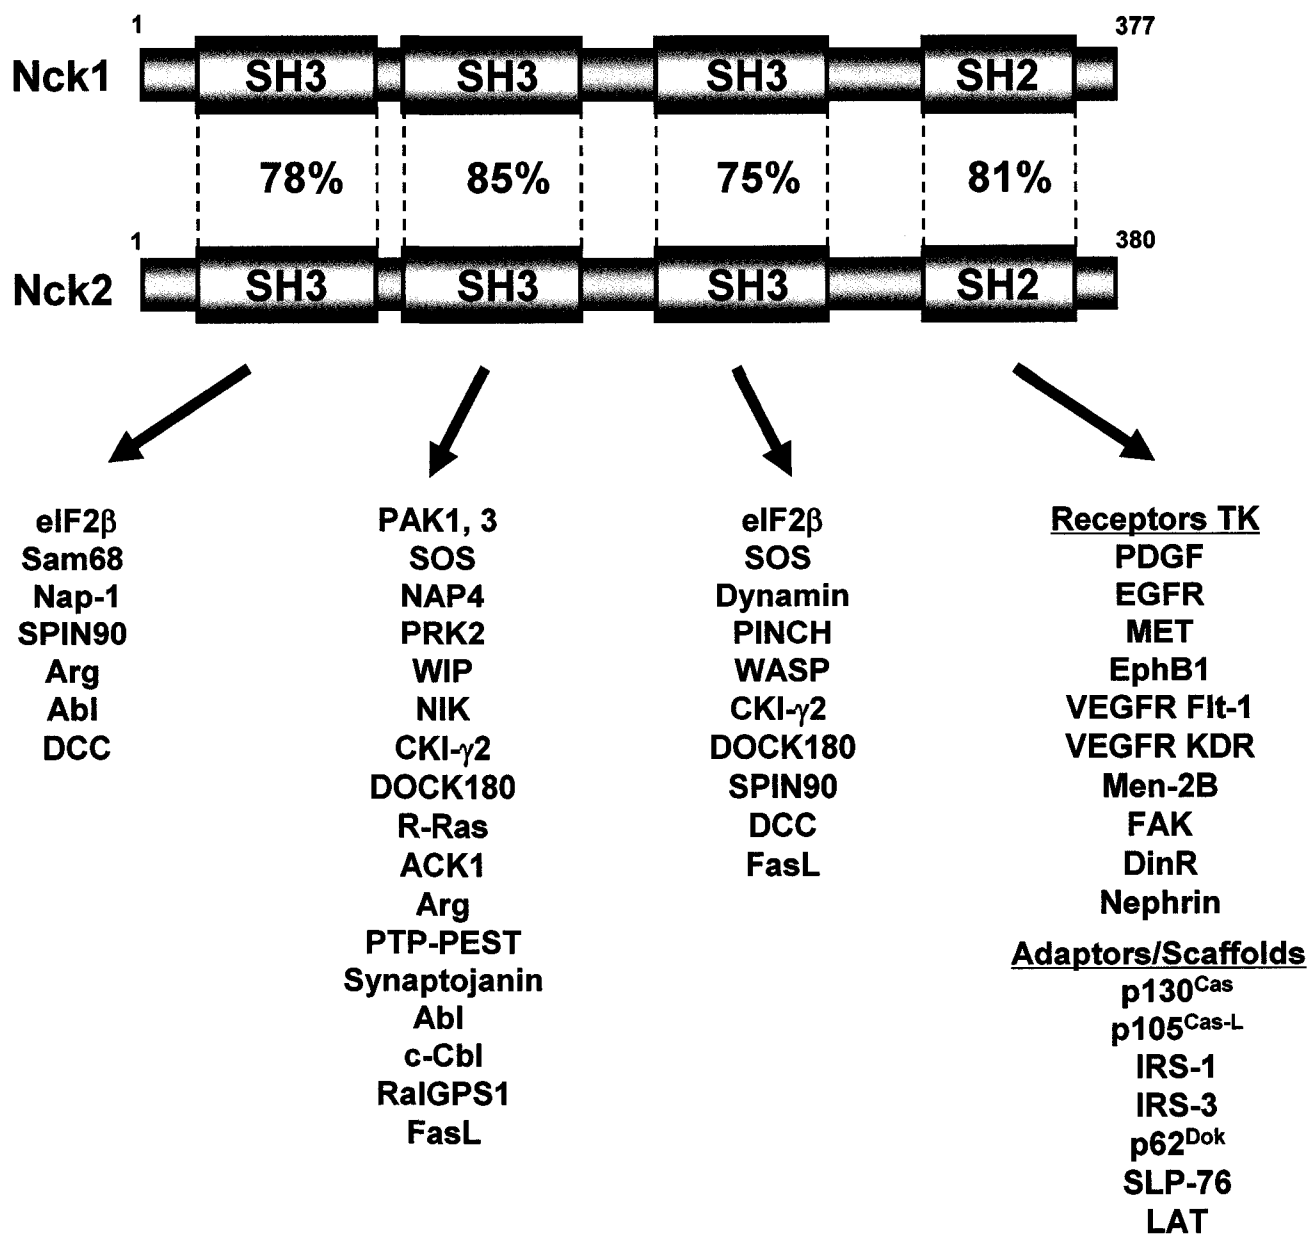 1
377
Nck1
SH3
SH3
SH3
SH2
78%
85%
75%
81%
1
380
Nck2
SH3
SH3
SH3
SH2
eIF2β
Sam68
Nap-1
SPIN90
Arg
Abl
DCC
PAK1, 3
SOS
NAP4
PRK2
WIP
NIK
CKI-γ2
DOCK180
R-Ras
ACK1
Arg
PTP-PEST
Synaptojanin
Abl
c-Cbl
RalGPS1
FasL
eIF2β
SOS
Dynamin
PINCH
WASP
CKI-γ2
DOCK180
SPIN90
DCC
FasL
Receptors TK
PDGF
EGFR
MET
EphB1
VEGFR Flt-1
VEGFR KDR
Men-2B
FAK
DinR
Nephrin
Adaptors/Scaffolds
p130Cas
p105Cas-L
IRS-1
IRS-3
p62Dok
SLP-76
LAT